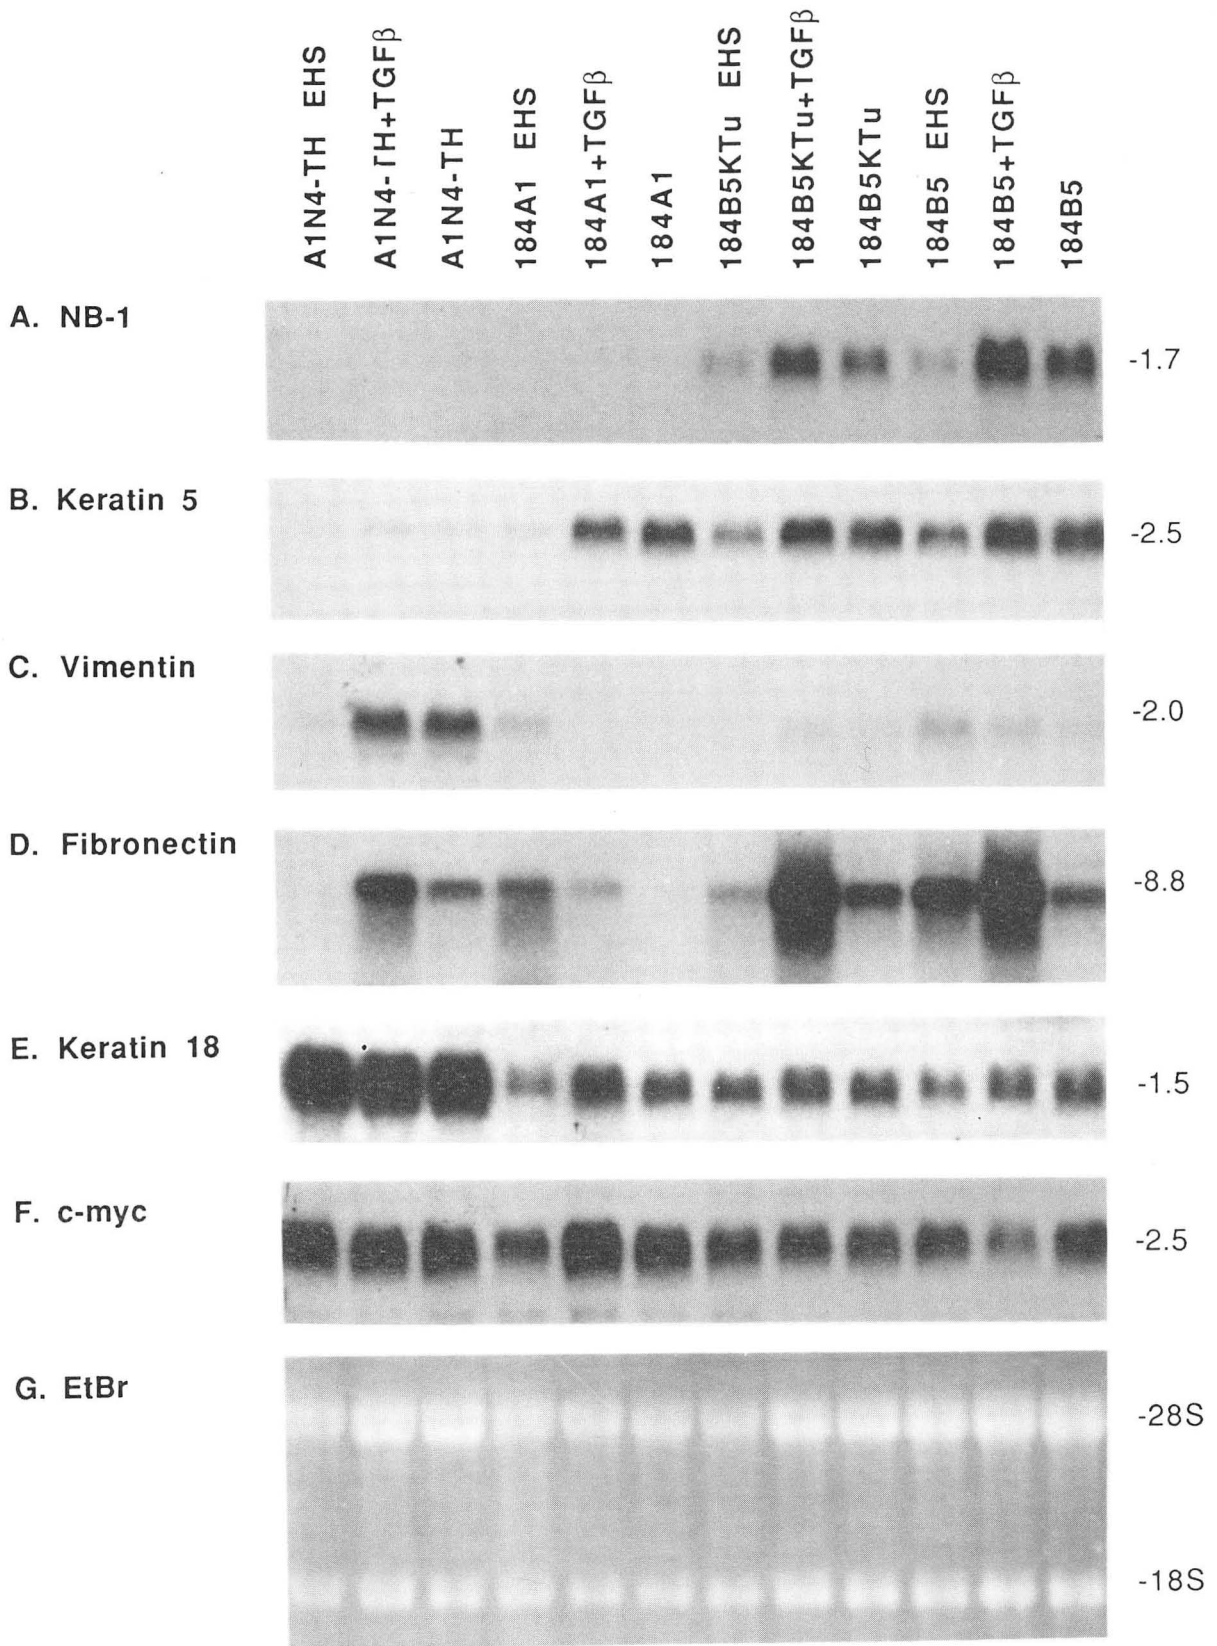 A1N4-TH EHS
A1N4-TH+TGFβ
A1N4-TH
184A1 EHS
184A1+TGFβ
184A1
184B5KTu EHS
184B5KTu+TGFβ
184B5KTu
184B5 EHS
184B5+TGFβ
184B5
A. NB-1
-1.7
B. Keratin 5
-2.5
C. Vimentin
-2.0
D. Fibronectin
-8.8
E. Keratin 18
-1.5
F. c-myc
-2.5
G. EtBr
-28S
-18S